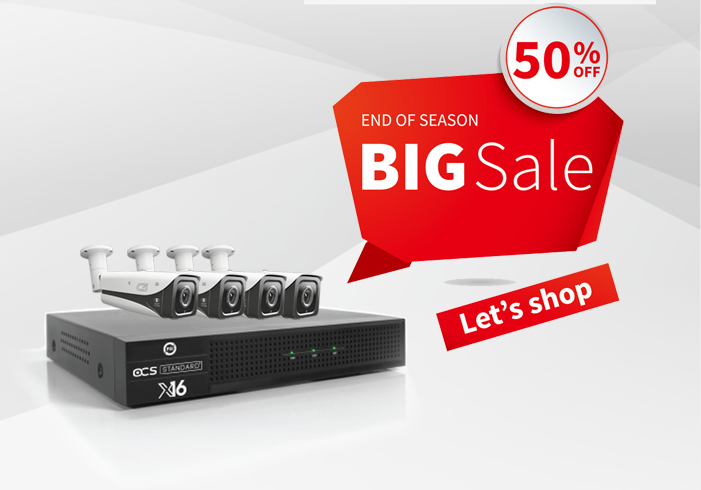 50%
OFF
END OF SEASON
BIG Sale
Let's shop
OCS STANDARD
X16